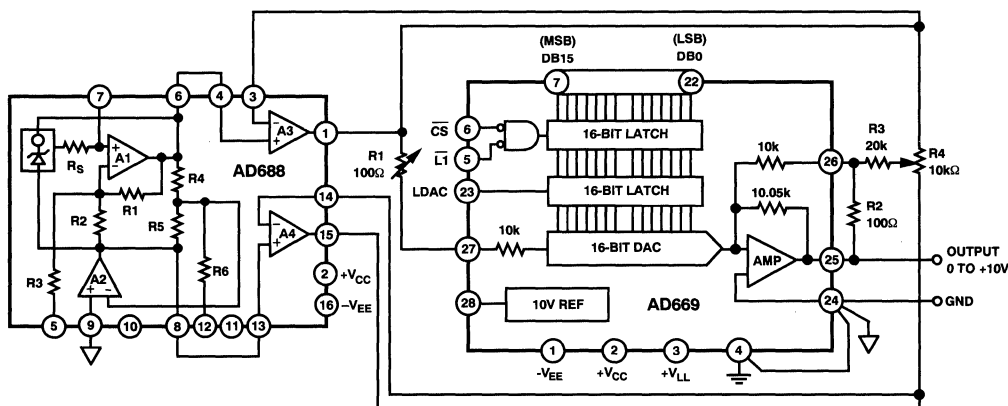 (MSB)
DB15
(LSB)
DB0
7
6
4
3
7
22
A3
1
CS
6
16-BIT LATCH
RS
A1
AD688
R1
100Ω
L1
5
10k
26
R3
20k
R4
10kΩ
R4
LDAC
23
16-BIT LATCH
10.05k
R1
14
R2
R5
A4
15
27
10k
16-BIT DAC
R2
100Ω
AMP
25
OUTPUT
0 TO +10V
R3
A2
R6
2
+VCC
16
–VEE
28
10V REF
AD669
24
GND
5
9
10
8
12
11
13
1
2
3
4
-VEE
+VCC
+VLL